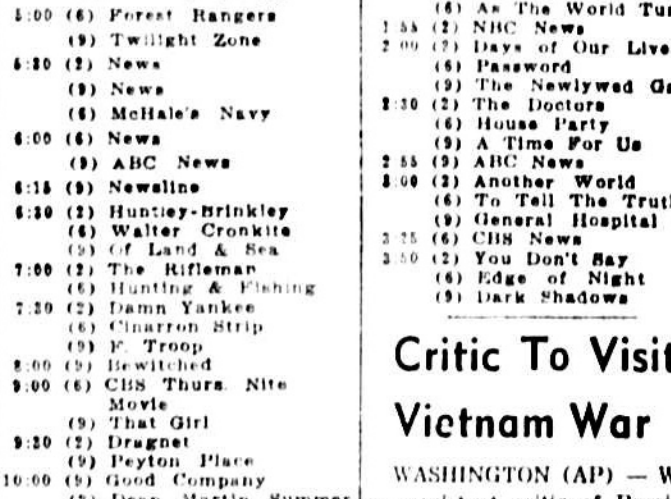 5:00 (6) Forest Rangers
(9) Twilight Zone
5:30 (2) News
(9) News
(6) McHale's Navy
6:00 (6) News
(9) ABC News
6:15 (9) Newsline
6:30 (2) Huntley-Brinkley
(6) Walter Cronkite
(9) Of Land & Sea
7:00 (2) The Rifleman
(6) Hunting & Fishing
7:30 (2) Damn Yankee
(6) Cimarron Strip
(9) F. Troop
8:00 (9) Bewitched
9:00 (6) CBS Thurs. Nite
Movie
(9) That Girl
9:30 (2) Dragnet
(9) Peyton Place
10:00 (9) Good Company
Dean Martin Summer
(6) As The World Tu
1:55 (2) NBC News
2:00 (2) Days of Our Live
(6) Password
(9) The Newlywed Ga
2:30 (2) The Doctors
(6) House Party
(9) A Time For Us
2:55 (9) ABC News
3:00 (2) Another World
(6) To Tell The Trut
(9) General Hospital
3:25 (6) CBS News
3:30 (2) You Don't Say
(6) Edge of Night
(9) Dark Shadows
Critic To Visit
Vietnam War
WASHINGTON (AP) — W